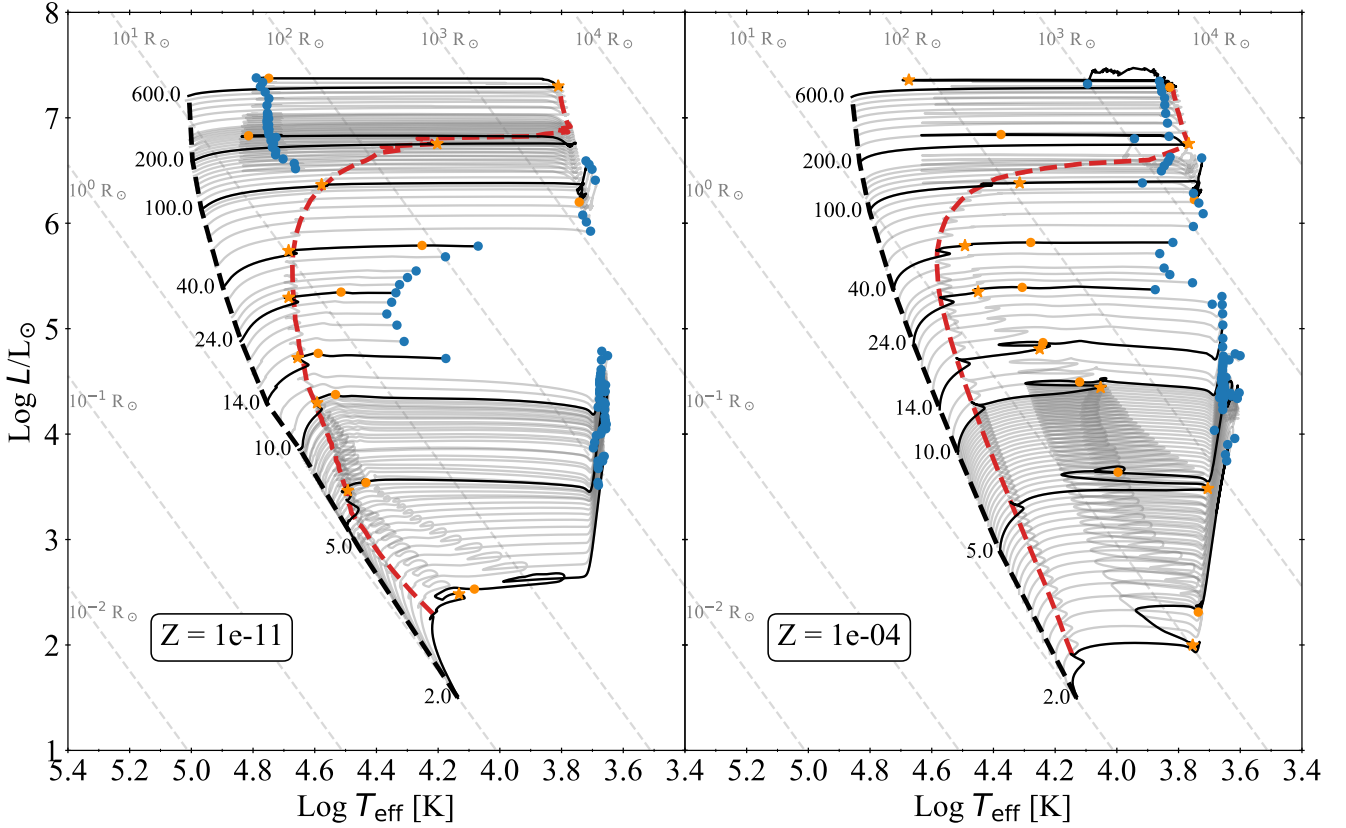 8
7
6
5
4
3
2
1
Log L/L⊙
10¹ R⊙
10² R⊙
10³ R⊙
10⁴ R⊙
10⁰ R⊙
10⁻¹ R⊙
10⁻² R⊙
600.0
200.0
100.0
40.0
24.0
14.0
10.0
5.0
2.0
Z = 1e-11
5.4 5.2 5.0 4.8 4.6 4.4 4.2 4.0 3.8 3.6
Log Teff [K]
10¹ R⊙
10² R⊙
10³ R⊙
10⁴ R⊙
10⁰ R⊙
10⁻¹ R⊙
10⁻² R⊙
600.0
200.0
100.0
40.0
24.0
14.0
10.0
5.0
2.0
Z = 1e-04
3.4 5.2 5.0 4.8 4.6 4.4 4.2 4.0 3.8 3.6 3.4
Log Teff [K]